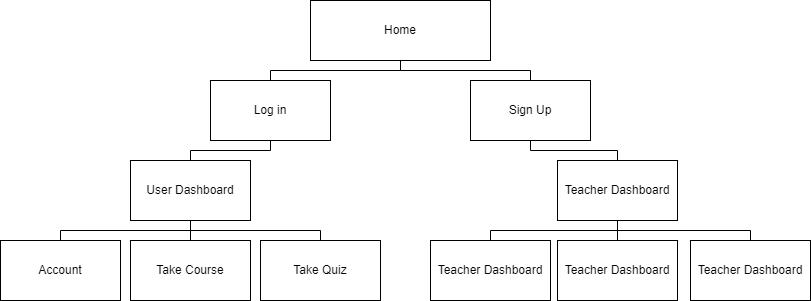 Home
Log in
Sign Up
User Dashboard
Teacher Dashboard
Account
Take Course
Take Quiz
Teacher Dashboard
Teacher Dashboard
Teacher Dashboard